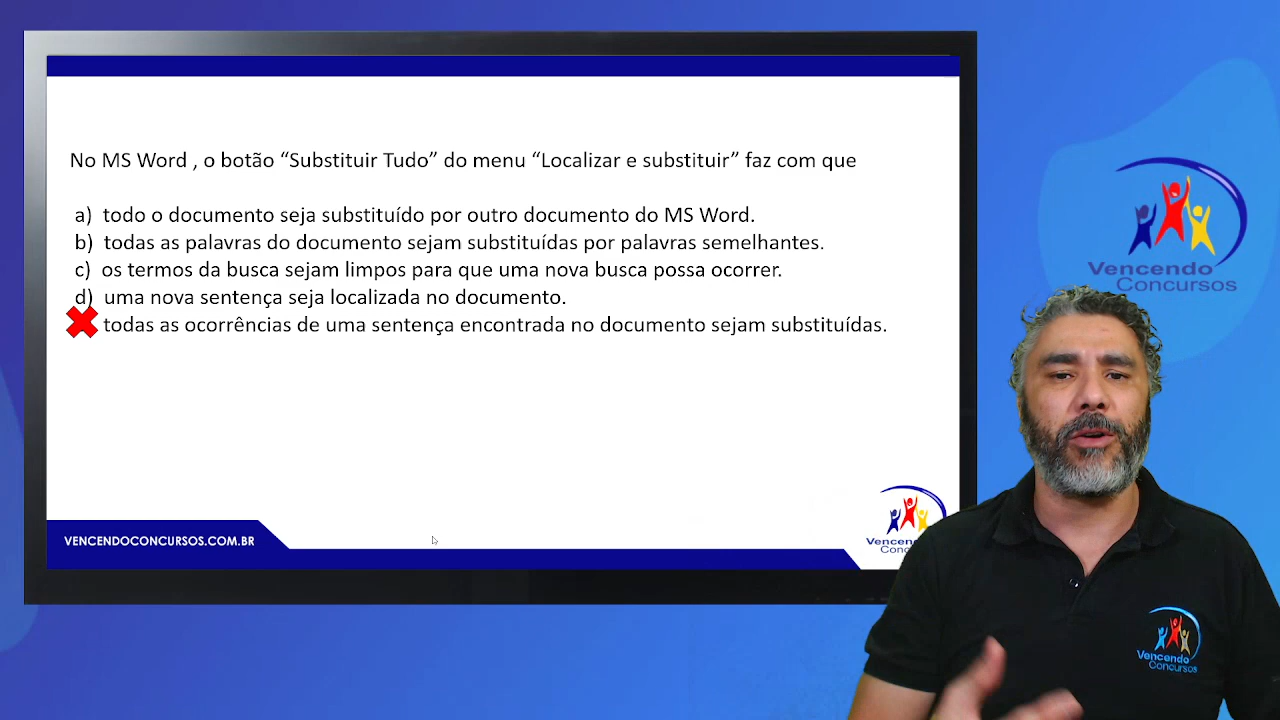 No MS Word , o botão “Substituir Tudo” do menu “Localizar e substituir” faz com que
a) todo o documento seja substituído por outro documento do MS Word.
b) todas as palavras do documento sejam substituídas por palavras semelhantes.
c) os termos da busca sejam limpos para que uma nova busca possa ocorrer.
d) uma nova sentença seja localizada no documento.
todas as ocorrências de uma sentença encontrada no documento sejam substituídas.
VENCENDOCONCURSOS.COM.BR
Vencendo
Concursos
Vencendo
Concursos